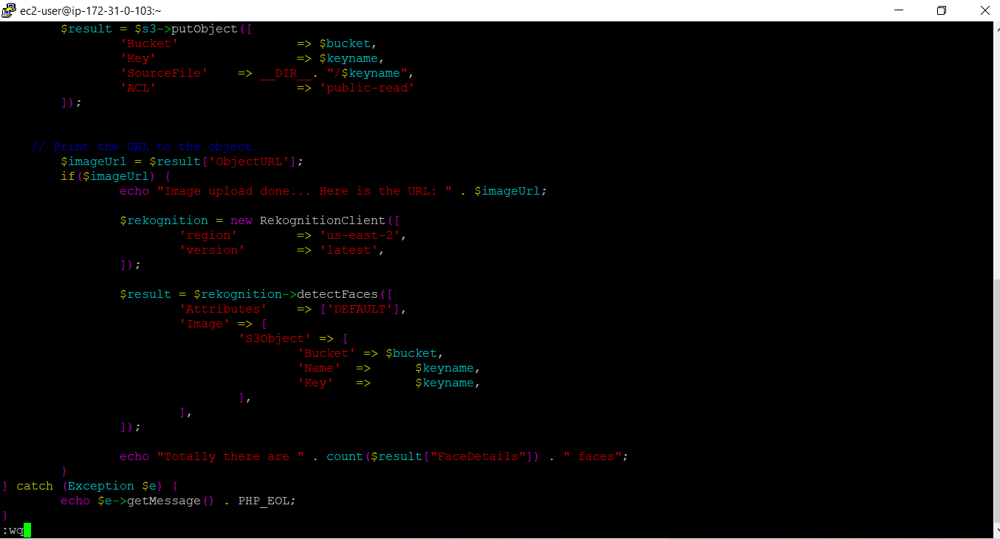 ec2-user@ip-172-31-0-103:~
$result = $s3->putObject([
'Bucket' => $bucket,
'Key' => $keyname,
'SourceFile' => __DIR__. "/$keyname",
'ACL' => 'public-read'
]);
// Print the URL to the object.
$imageUrl = $result['ObjectURL'];
if($imageUrl) {
echo "Image upload done... Here is the URL: " . $imageUrl;
$rekognition = new RekognitionClient([
'region' => 'us-east-2',
'version' => 'latest',
]);
$result = $rekognition->detectFaces([
'Attributes' => ['DEFAULT'],
'Image' => [
'S3Object' => [
'Bucket' => $bucket,
'Name' => $keyname,
'Key' => $keyname,
],
],
]);
echo "Totally there are " . count($result["FaceDetails"]) . " faces";
}
} catch (Exception $e) {
echo $e->getMessage() . PHP_EOL;
}
:wq